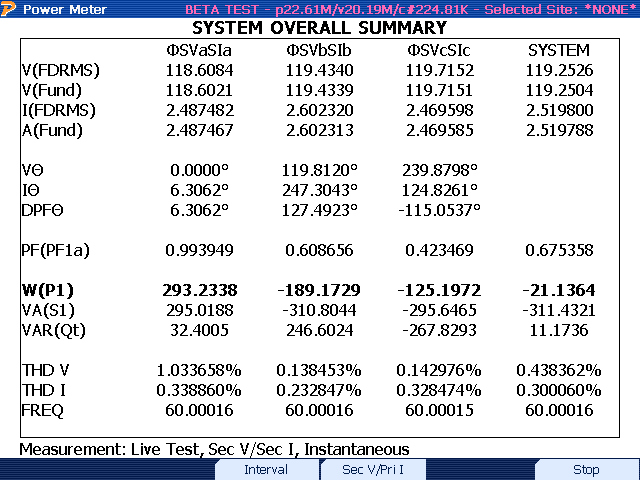 Power Meter BETA TEST - p22.61M/v20.19M/c#224.81K - Selected Site: *NONE*
SYSTEM OVERALL SUMMARY
ΦSVaSIa ΦSVbSIb ΦSVcSIc SYSTEM
V(FDRMS) 118.6084 119.4340 119.7152 119.2526
V(Fund) 118.6021 119.4339 119.7151 119.2504
I(FDRMS) 2.487482 2.602320 2.469598 2.519800
A(Fund) 2.487467 2.602313 2.469585 2.519788
VΘ 0.0000° 119.8120° 239.8798°
IΘ 6.3062° 247.3043° 124.8261°
DPFΘ 6.3062° 127.4923° -115.0537°
PF(PF1a) 0.993949 0.608656 0.423469 0.675358
W(P1) 293.2338 -189.1729 -125.1972 -21.1364
VA(S1) 295.0188 -310.8044 -295.6465 -311.4321
VAR(Qt) 32.4005 246.6024 -267.8293 11.1736
THD V 1.033658% 0.138453% 0.142976% 0.438362%
THD I 0.338860% 0.232847% 0.328474% 0.300060%
FREQ 60.00016 60.00016 60.00015 60.00016
Measurement: Live Test, Sec V/Sec I, Instantaneous
Interval Sec V/Pri I Stop